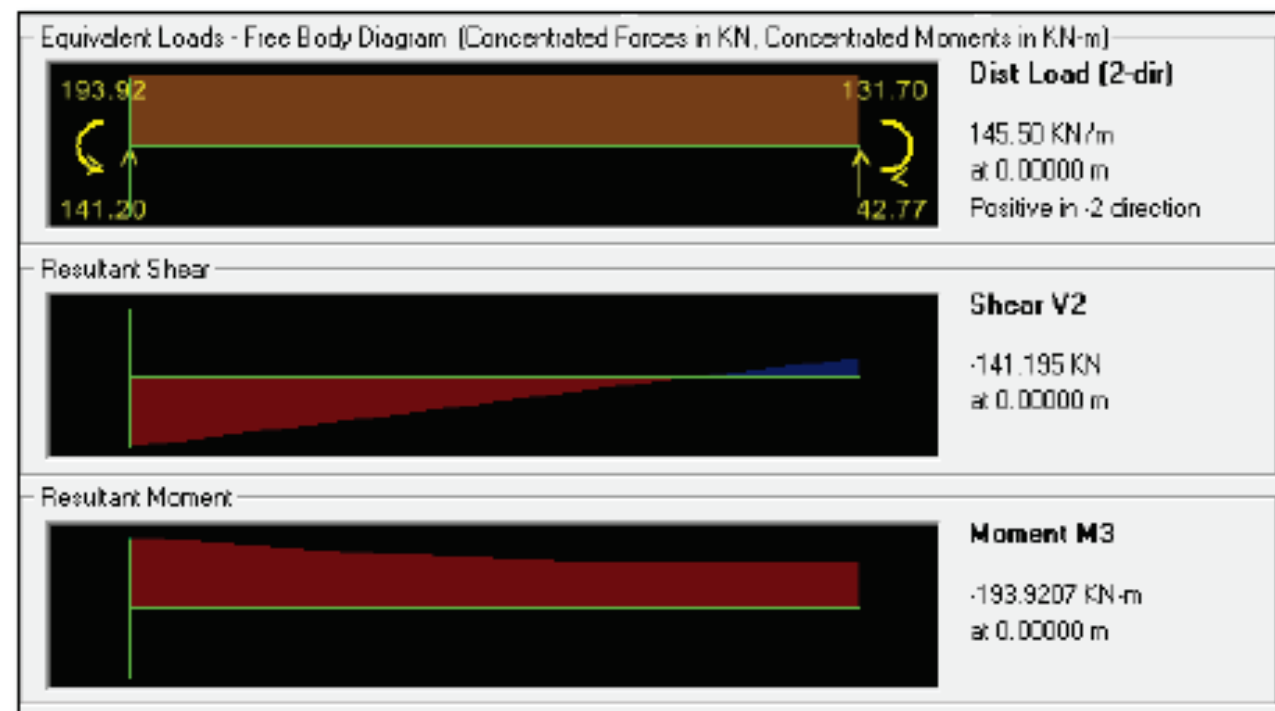 Equivalent Loads - Free Body Diagram (Concentrated Forces in KN, Concentrated Moments in KN-m)
193.92
131.70
141.20
42.77
Dist Load (2-dir)
145.50 KN/m
at 0.00000 m
Positive in -2 direction
Resultant Shear
Shear V2
-141.195 KN
at 0.00000 m
Resultant Moment
Moment M3
-193.9207 KN-m
at 0.00000 m